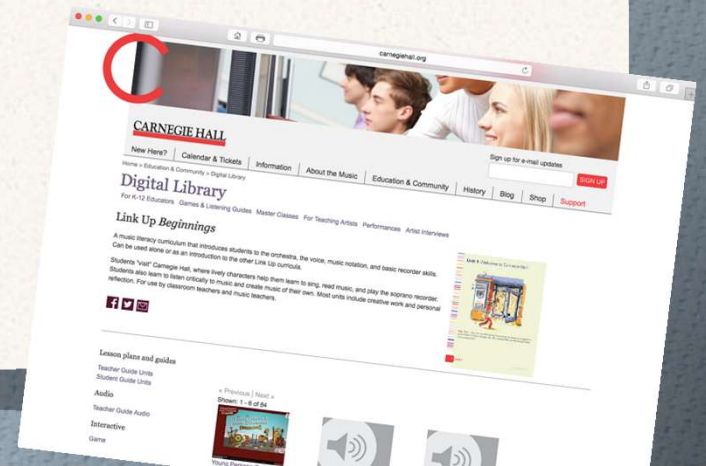 carnegiehall.org
CARNEGIE HALL
Sign up for e-mail updates
SIGN UP
New Here? Calendar & Tickets Information About the Music Education & Community History Blog Shop Support
Home » Education & Community » Digital Library
Digital Library
For K-12 Educators Games & Listening Guides Master Classes For Teaching Artists Performances Artist Interviews
Link Up Beginnings
A music literacy curriculum that introduces students to the orchestra, the voice, music notation, and basic recorder skills.
Can be used alone or as an introduction to the other Link Up curricula.
Students "visit" Carnegie Hall, where lively characters help them learn to sing, read music, and play the soprano recorder.
Students also learn to listen critically to music and create music of their own. Most units include creative work and personal
reflection. For use by classroom teachers and music teachers.
Lesson plans and guides
Teacher Guide Units
Student Guide Units
Audio
Teacher Guide Audio
Interactive
Game
« Previous | Next »
Shown: 1 - 6 of 64